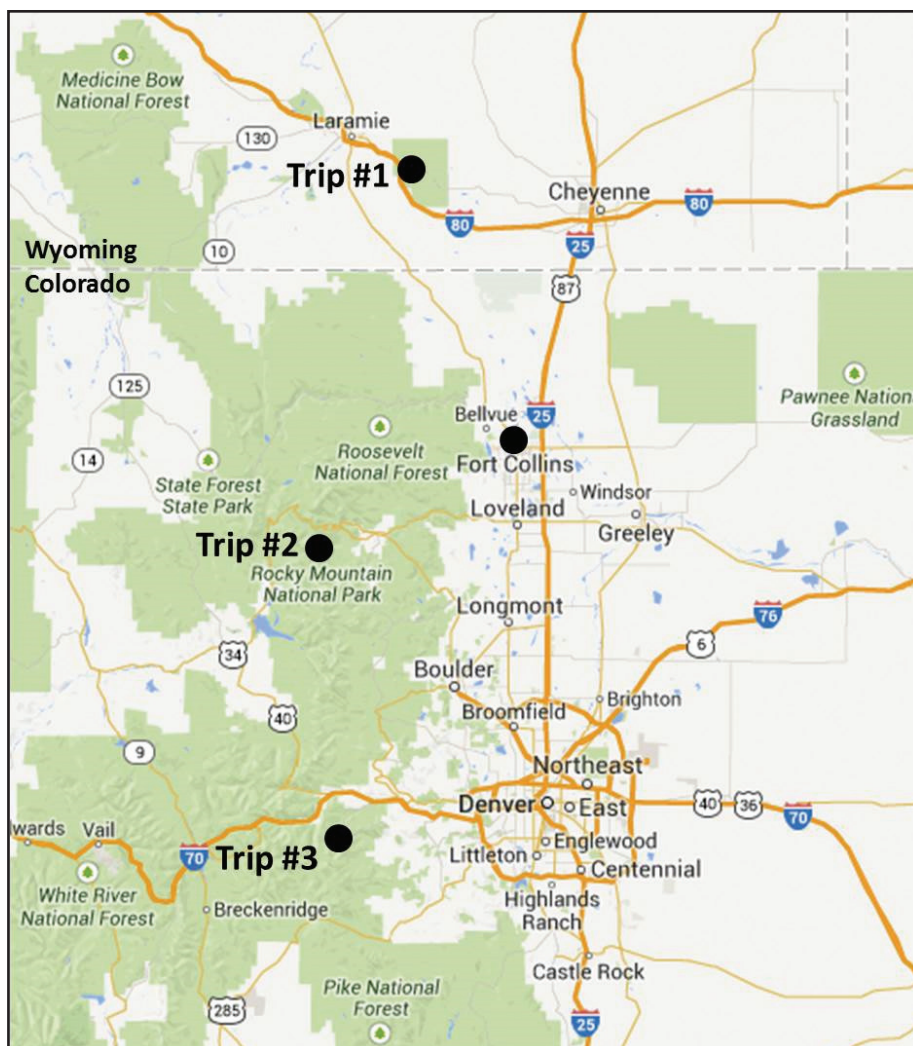 Medicine Bow
National Forest
130
Laramie
Trip #1
Cheyenne
80
80
25
10
Wyoming
Colorado
87
125
Pawnee Nation
Grassland
25
Bellvue
Roosevelt
National Forest
14
Fort Collins
State Forest
State Park
Windsor
Loveland
Greeley
Trip #2
Rocky Mountain
National Park
Longmont
76
6
34
Boulder
Brighton
40
Broomfield
9
Northeast
Denver
East
40
36
70
wards
Vail
70
Trip #3
Englewood
Littleton
Centennial
White River
National Forest
Breckenridge
Highlands
Ranch
Castle Rock
Pike National
Forest
285
25